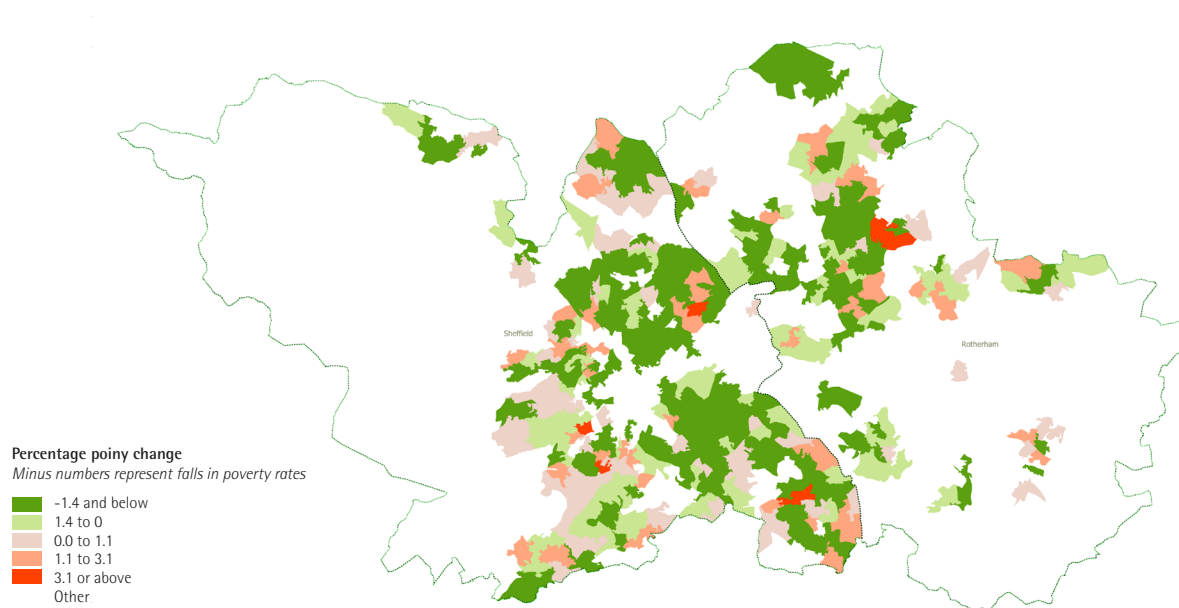 Sheffield
Rotherham
Percentage poiny change
Minus numbers represent falls in poverty rates
-1.4 and below
1.4 to 0
0.0 to 1.1
1.1 to 3.1
3.1 or above
Other